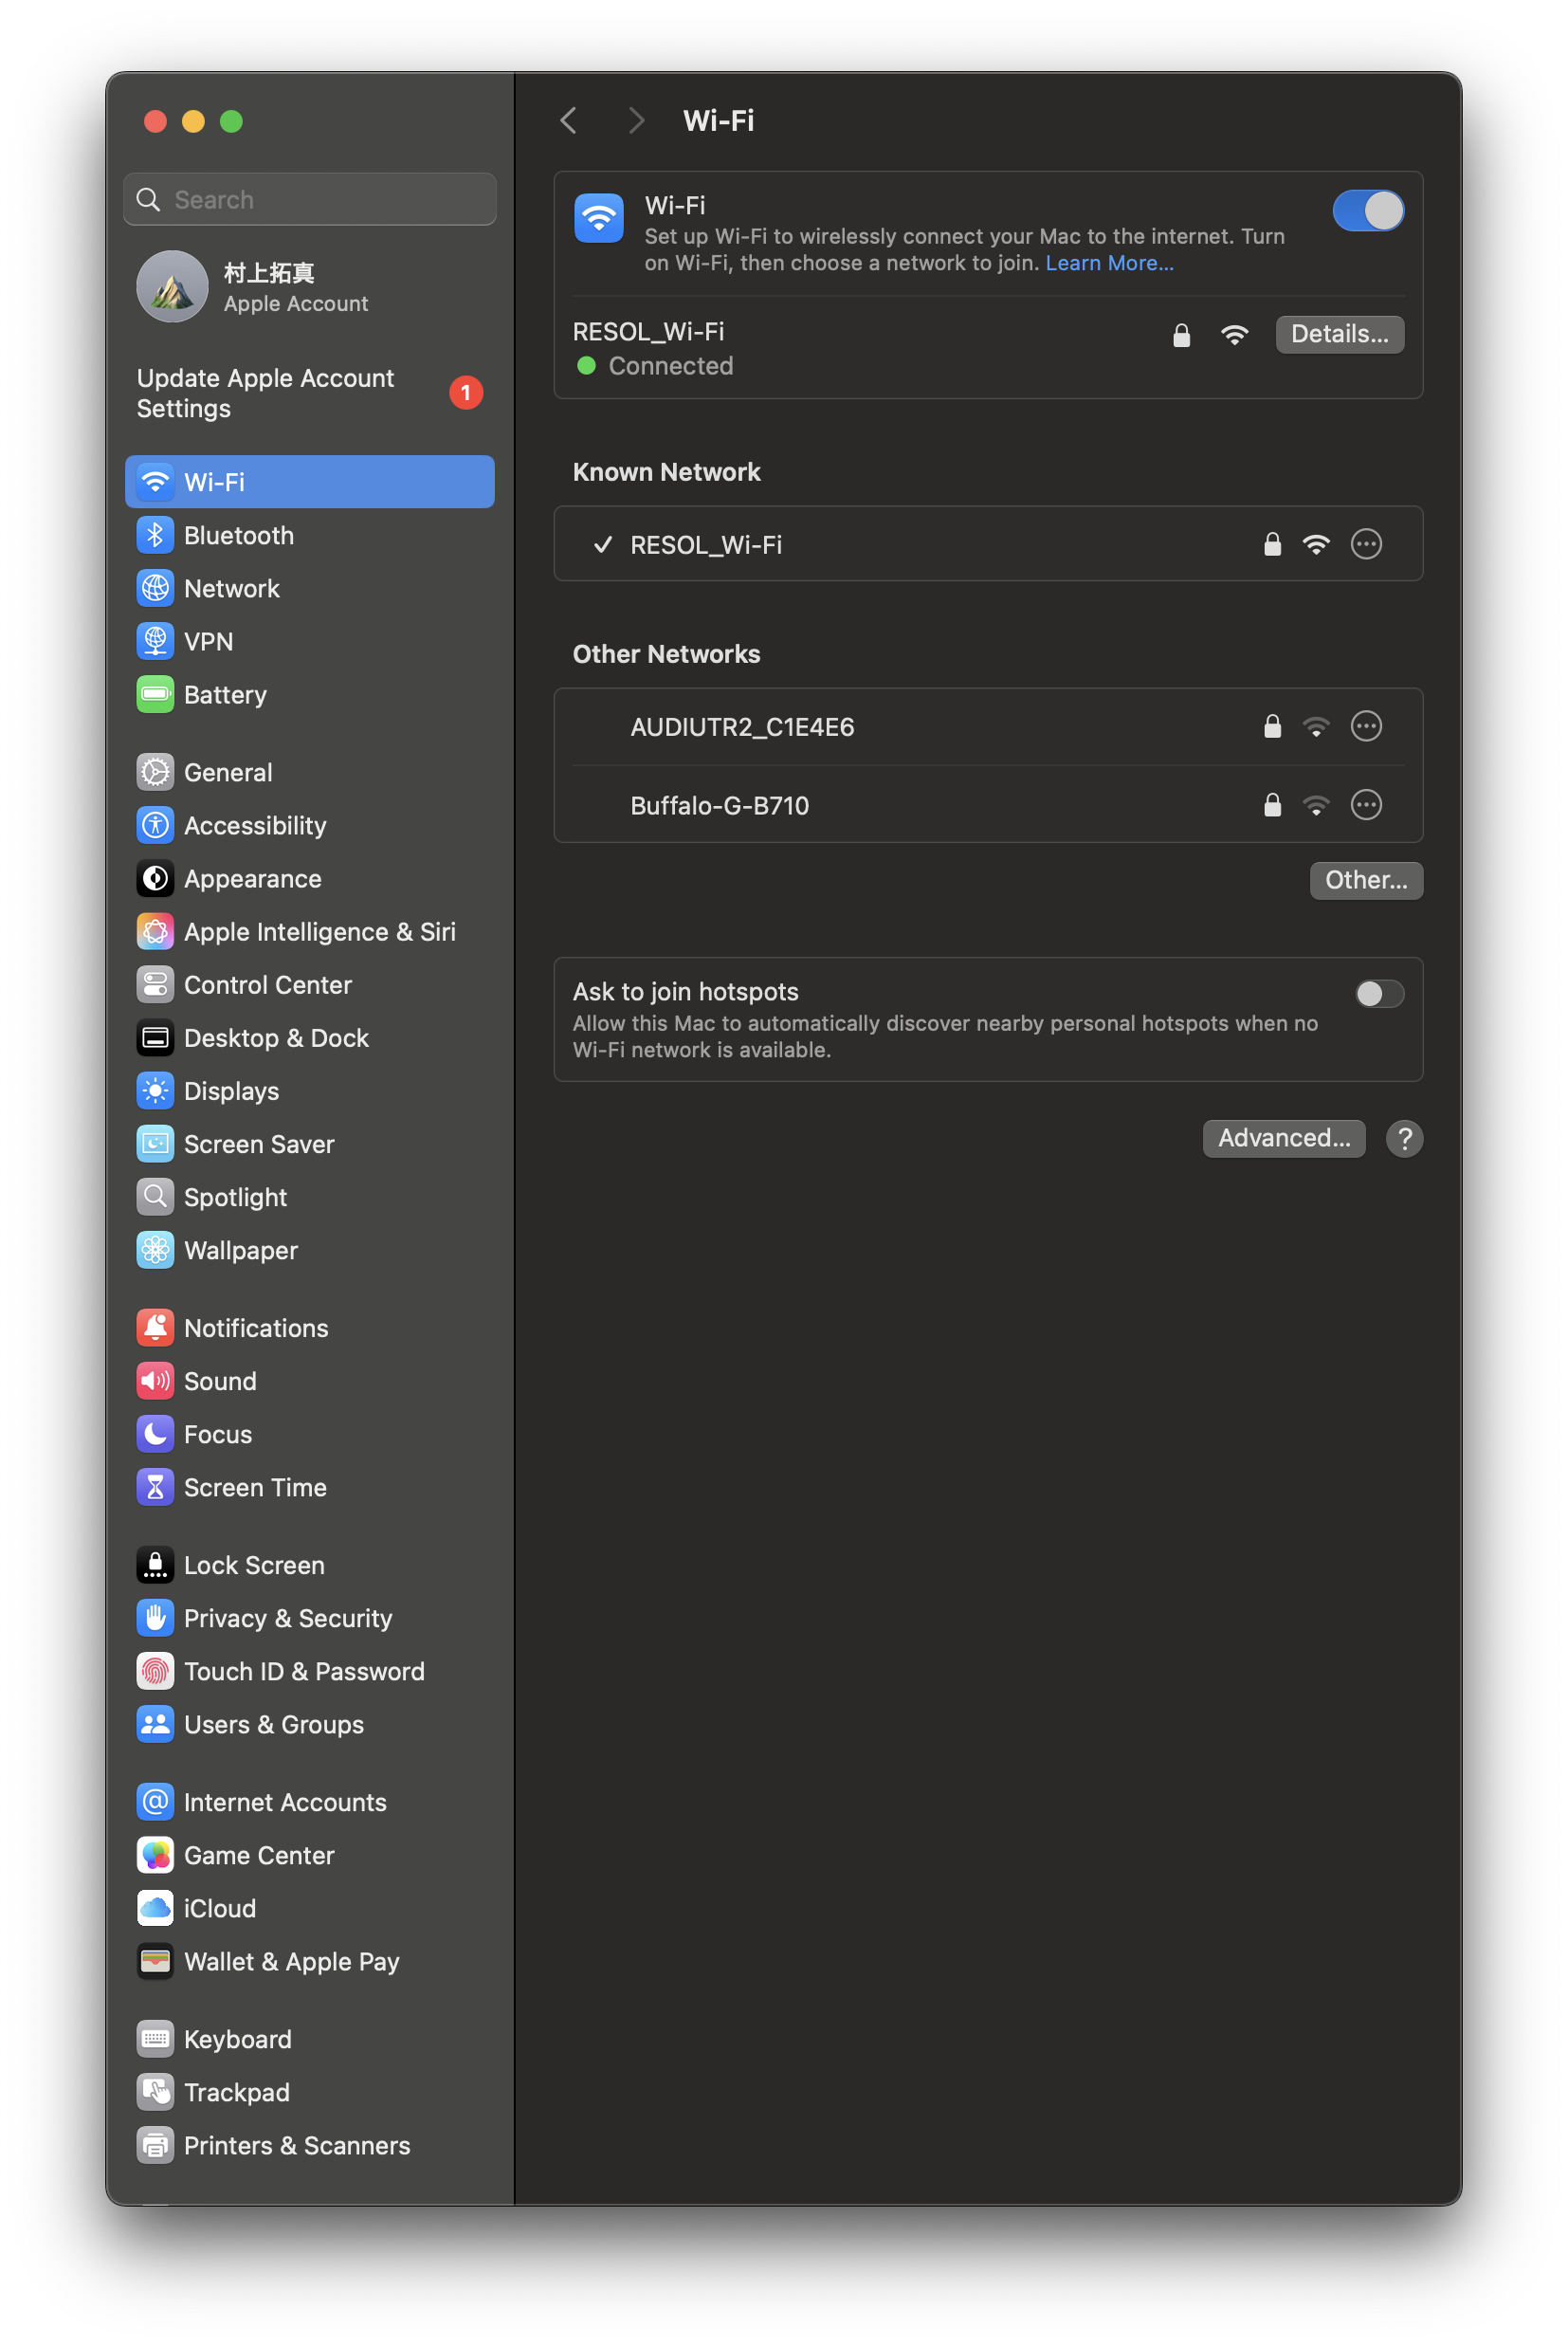 Search
村上拓真
Apple Account
Update Apple Account
Settings
1
Wi-Fi
Bluetooth
Network
VPN
Battery
General
Accessibility
Appearance
Apple Intelligence & Siri
Control Center
Desktop & Dock
Displays
Screen Saver
Spotlight
Wallpaper
Notifications
Sound
Focus
Screen Time
Lock Screen
Privacy & Security
Touch ID & Password
Users & Groups
Internet Accounts
Game Center
iCloud
Wallet & Apple Pay
Keyboard
Trackpad
Printers & Scanners
Wi-Fi
Wi-Fi
Set up Wi-Fi to wirelessly connect your Mac to the internet. Turn
on Wi-Fi, then choose a network to join. Learn More...
RESOL_Wi-Fi
Details...
Connected
Known Network
RESOL_Wi-Fi
Other Networks
AUDIUTR2_C1E4E6
Buffalo-G-B710
Other...
Ask to join hotspots
Allow this Mac to automatically discover nearby personal hotspots when no
Wi-Fi network is available.
Advanced...
?